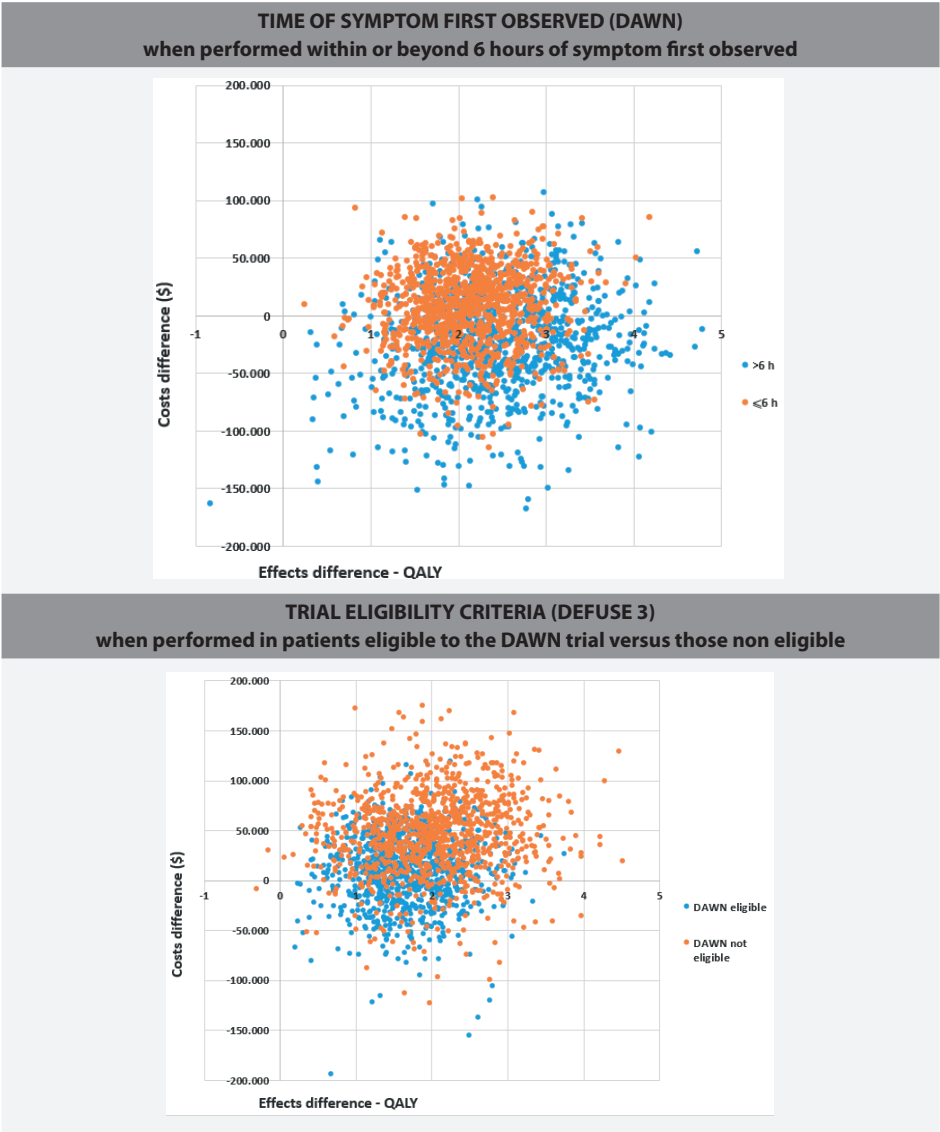 TIME OF SYMPTOM FIRST OBSERVED (DAWN)
when performed within or beyond 6 hours of symptom first observed
200.000
150.000
100.000
50.000
0
-1 0 1 2 3 4 5
-50.000
-100.000
-150.000
-200.000
Costs difference ($)
Effects difference - QALY
>6 h
⩽6 h
TRIAL ELIGIBILITY CRITERIA (DEFUSE 3)
when performed in patients eligible to the DAWN trial versus those non eligible
200.000
150.000
100.000
50.000
0
-1 0 1 2 3 4 5
-50.000
-100.000
-150.000
-200.000
Costs difference ($)
Effects difference - QALY
DAWN eligible
DAWN not
eligible